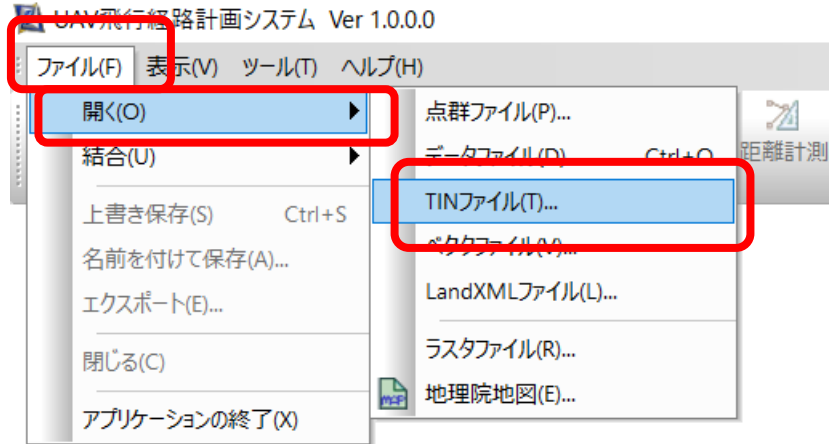 UAV飛行経路計画システム Ver 1.0.0.0
ファイル(F) 表示(V) ツール(T) ヘルプ(H)
開く(O)
結合(U)
上書き保存(S) Ctrl+S
名前を付けて保存(A)...
エクスポート(E)...
閉じる(C)
アプリケーションの終了(X)
点群ファイル(P)...
データファイル(D)... Ctrl+O
TINファイル(T)...
ベクタファイル(V)...
LandXMLファイル(L)...
ラスタファイル(R)...
MAP 地理院地図(E)...
距離計測